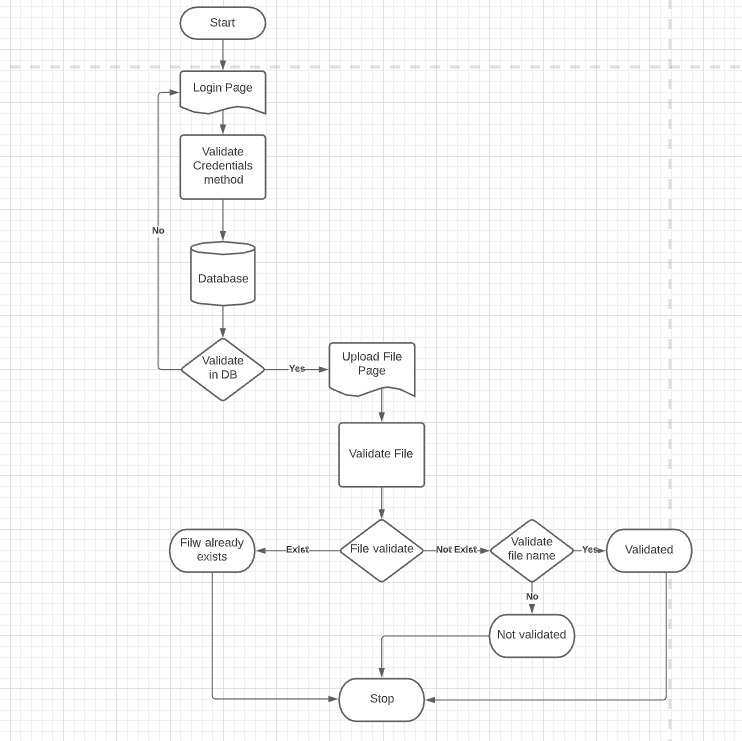 Start
Login Page
Validate
Credentials
method
No
Database
Validate
in DB
Yes
Upload File
Page
Validate File
Filw already
exists
Exist
File validate
Not Exist
Validate
file name
Yes
Validated
No
Not validated
Stop